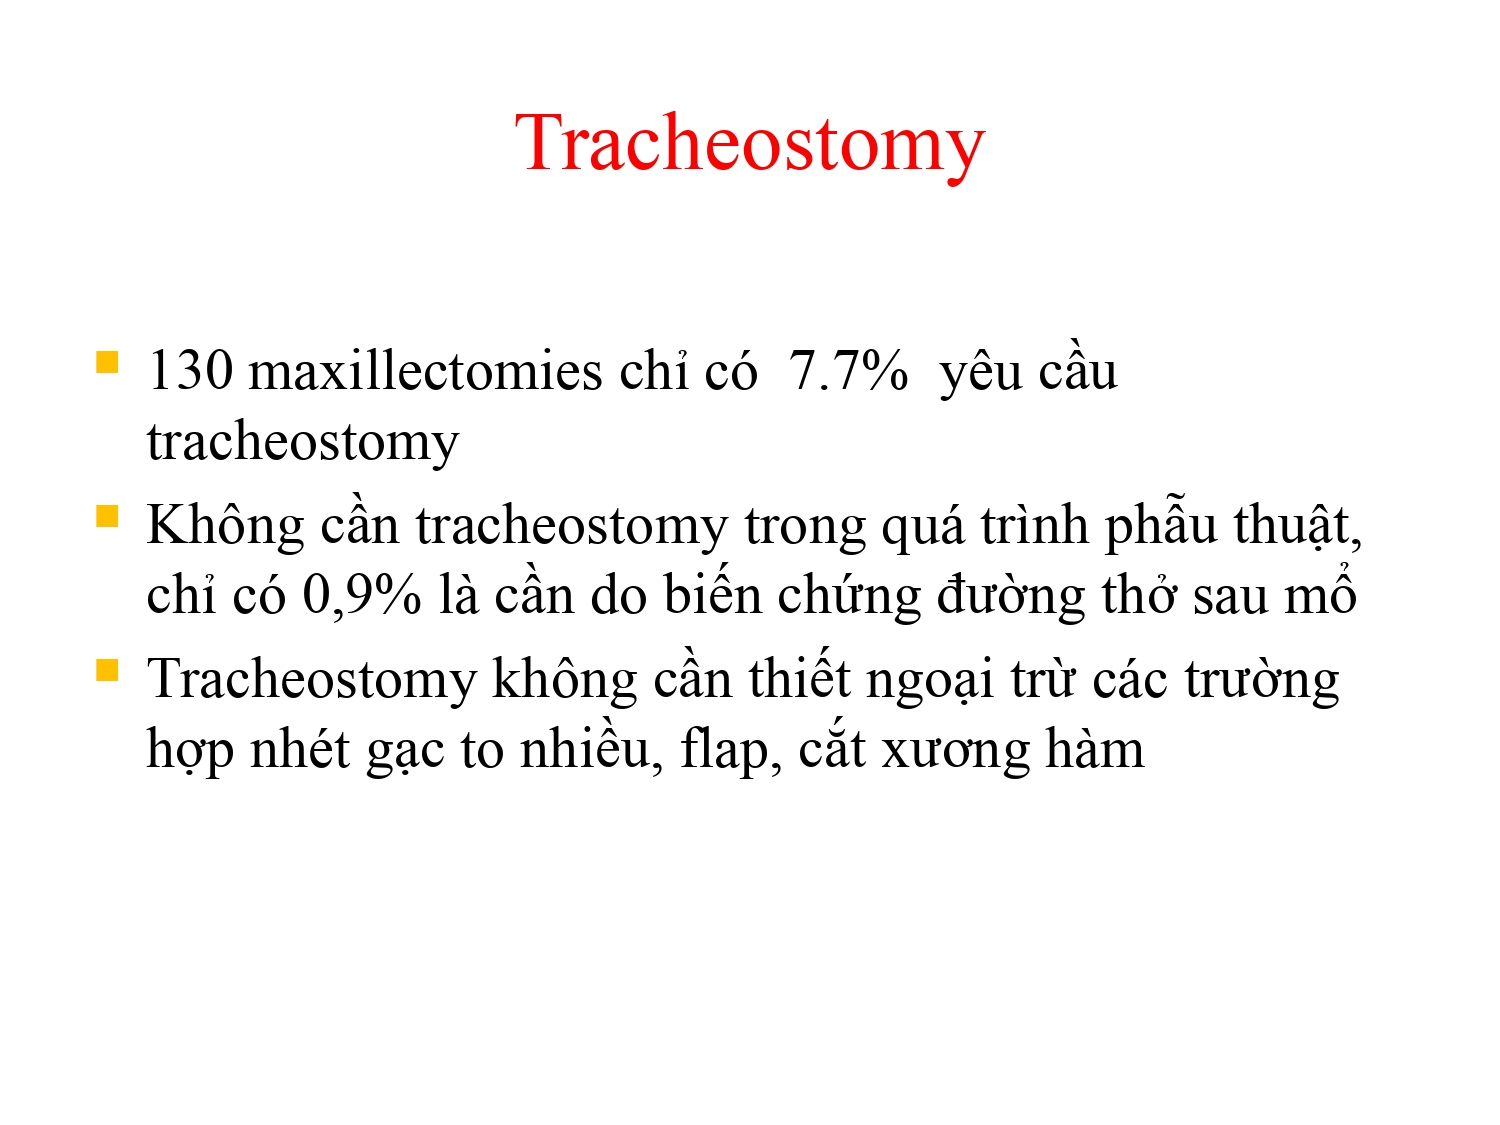 Tracheostomy
130 maxillectomies chỉ có 7.7% yêu cầu
tracheostomy
Không cần tracheostomy trong quá trình phẫu thuật,
chỉ có 0,9% là cần do biến chứng đường thở sau mổ
Tracheostomy không cần thiết ngoại trừ các trường
hợp nhét gạc to nhiều, flap, cắt xương hàm